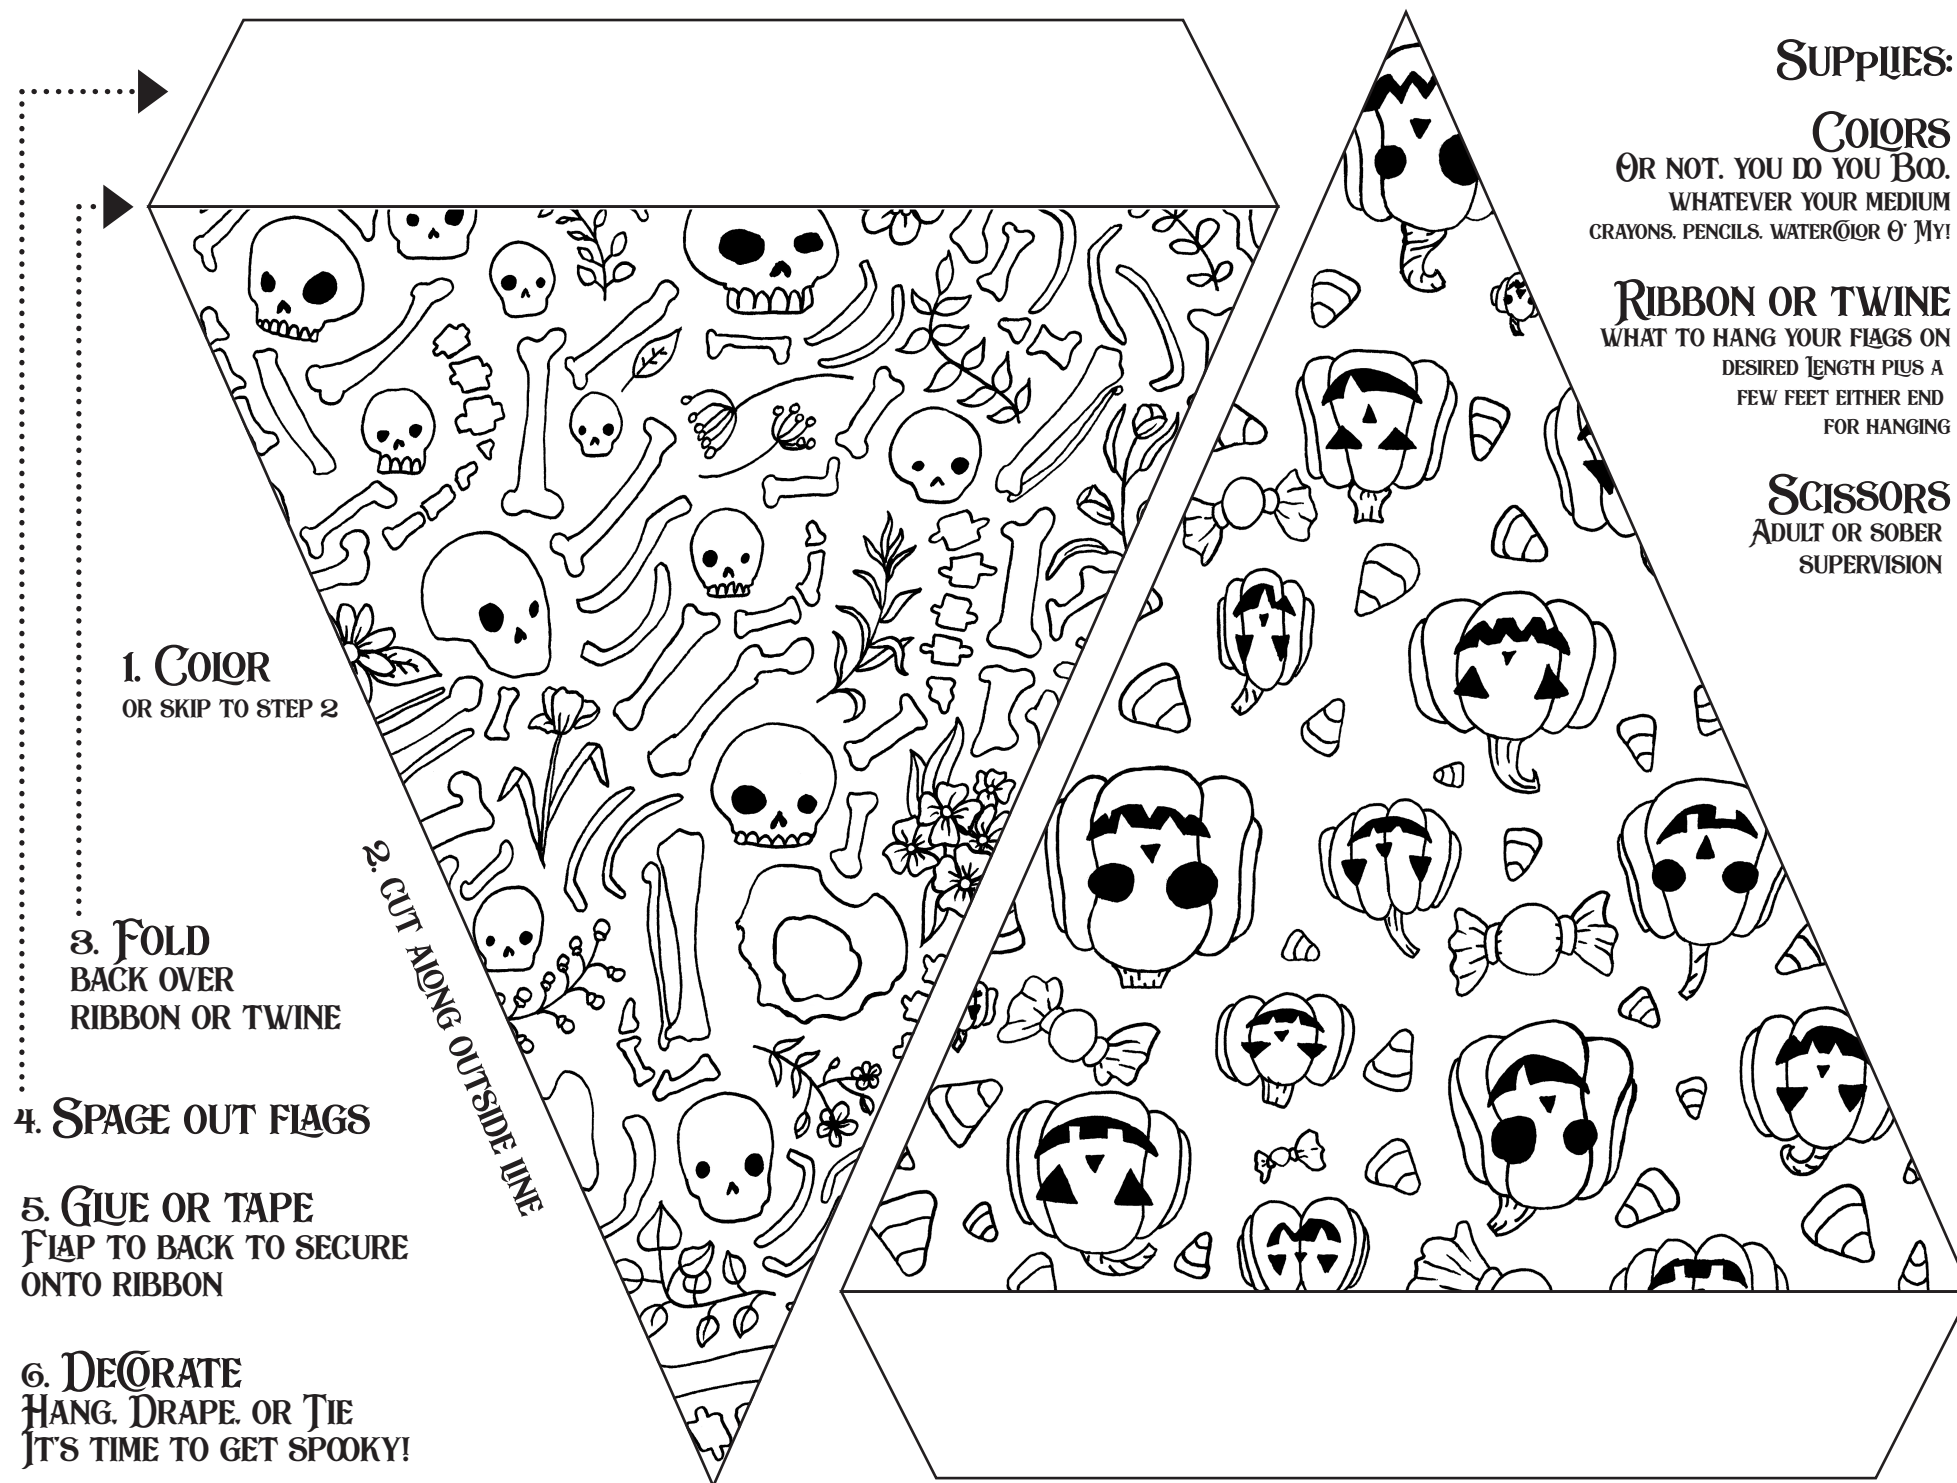 Supplies:
Colors
Or not. you do you Boo.
whatever your medium
crayons. pencils. watercolor O' My!
Ribbon or twine
what to hang your flags on
desired length plus a
few feet either end
for hanging
Scissors
Adult or sober
supervision
1. Color
or skip to step 2
2. cut along outside line
3. Fold
back over
ribbon or twine
4. Space out flags
5. Glue or tape
Flap to back to secure
onto ribbon
6. Decorate
Hang, Drape, or Tie
It's time to get spooky!